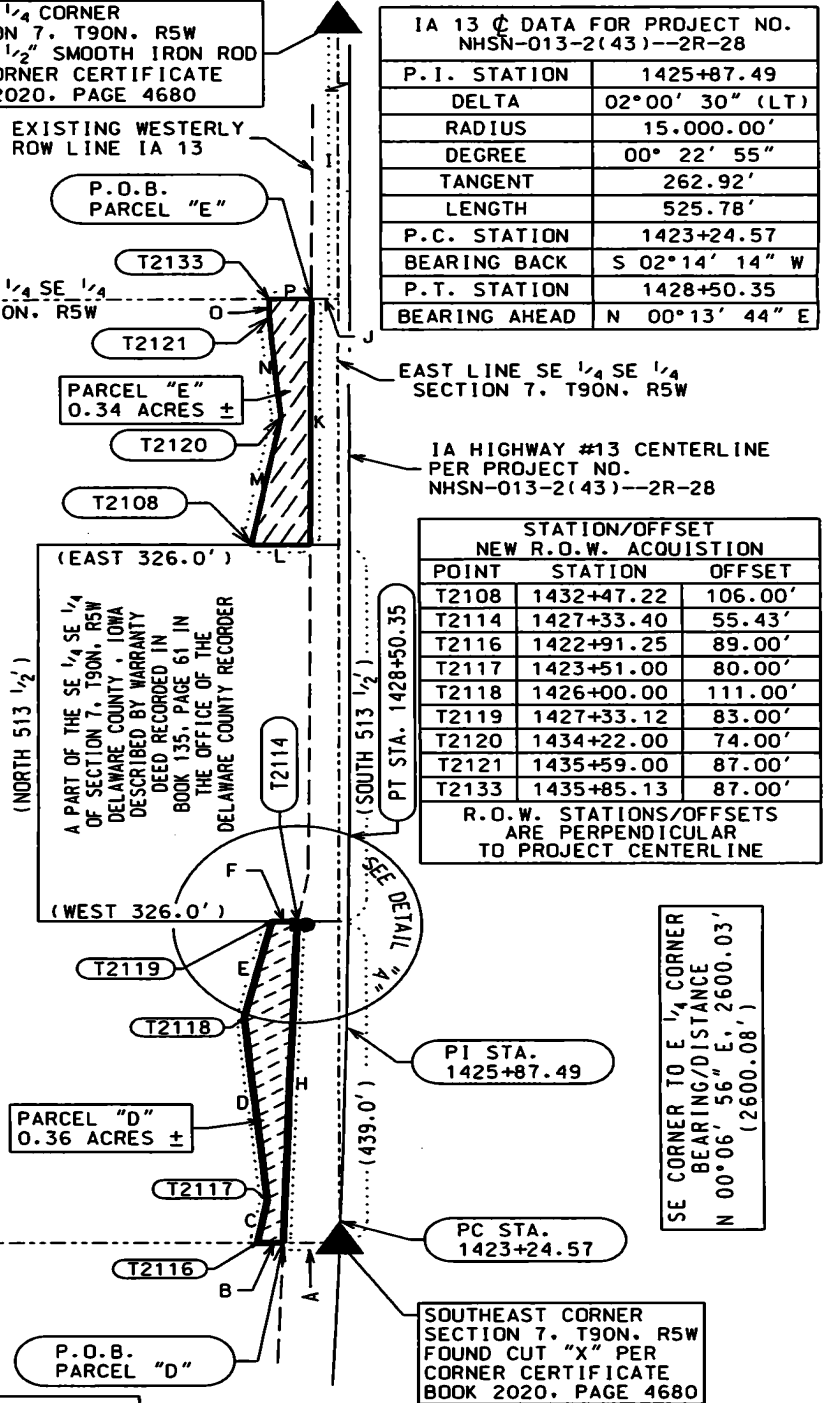 1/4 CORNER
ON 7, T90N, R5W
1/2" SMOOTH IRON ROD
ORNER CERTIFICATE
2020, PAGE 4680
IA 13 ℄ DATA FOR PROJECT NO.
NHSN-013-2(43)--2R-28
P.I. STATION 1425+87.49
DELTA 02°00' 30" (LT)
RADIUS 15,000.00'
DEGREE 00° 22' 55"
TANGENT 262.92'
LENGTH 525.78'
P.C. STATION 1423+24.57
BEARING BACK S 02°14' 14" W
P.T. STATION 1428+50.35
BEARING AHEAD N 00°13' 44" E
EXISTING WESTERLY
ROW LINE IA 13
I
P.O.B.
PARCEL "E"
T2133
1/4 SE 1/4
ON, R5W
P
O
J
T2121
N
EAST LINE SE 1/4 SE 1/4
SECTION 7, T90N, R5W
PARCEL "E"
0.34 ACRES ±
K
T2120
M
IA HIGHWAY #13 CENTERLINE
PER PROJECT NO.
NHSN-013-2(43)--2R-28
T2108
L
(EAST 326.0')
STATION/OFFSET
NEW R.O.W. ACQUISTION
POINT STATION OFFSET
T2108 1432+47.22 106.00'
T2114 1427+33.40 55.43'
T2116 1422+91.25 89.00'
T2117 1423+51.00 80.00'
T2118 1426+00.00 111.00'
T2119 1427+33.12 83.00'
T2120 1434+22.00 74.00'
T2121 1435+59.00 87.00'
T2133 1435+85.13 87.00'
R.O.W. STATIONS/OFFSETS
ARE PERPENDICULAR
TO PROJECT CENTERLINE
(NORTH 513 1/2')
A PART OF THE SE 1/4 SE 1/4
OF SECTION 7, T90N, R5W
DELAWARE COUNTY, IOWA
DESCRIBED BY WARRANTY
DEED RECORDED IN
BOOK 135, PAGE 61 IN
THE OFFICE OF THE
DELAWARE COUNTY RECORDER
T2114
(SOUTH 513 1/2')
PT STA. 1428+50.35
F
SEE DETAIL "A"
(WEST 326.0')
T2119
E
T2118
PI STA.
1425+87.49
H
D
(439.0')
PARCEL "D"
0.36 ACRES ±
SE CORNER TO E 1/4 CORNER
BEARING/DISTANCE
N 00°06' 56" E, 2600.03'
(2600.08')
T2117
C
PC STA.
1423+24.57
T2116
B
A
P.O.B.
PARCEL "D"
SOUTHEAST CORNER
SECTION 7, T90N, R5W
FOUND CUT "X" PER
CORNER CERTIFICATE
BOOK 2020, PAGE 4680